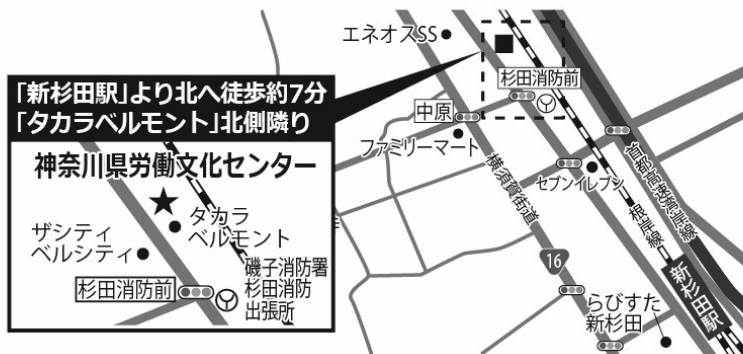 「新杉田駅」より北へ徒歩約7分
「タカラベルモント」北側隣り
神奈川県労働文化センター
タカラ
ベルモント
ザシティ
ベルシティ
杉田消防前
磯子消防署
杉田消防
出張所
エネオスSS
杉田消防前
中原
ファミリーマート
横須賀街道
セブンイレブン
首都高速湾岸線
根岸線
16
新杉田駅
らびすた
新杉田